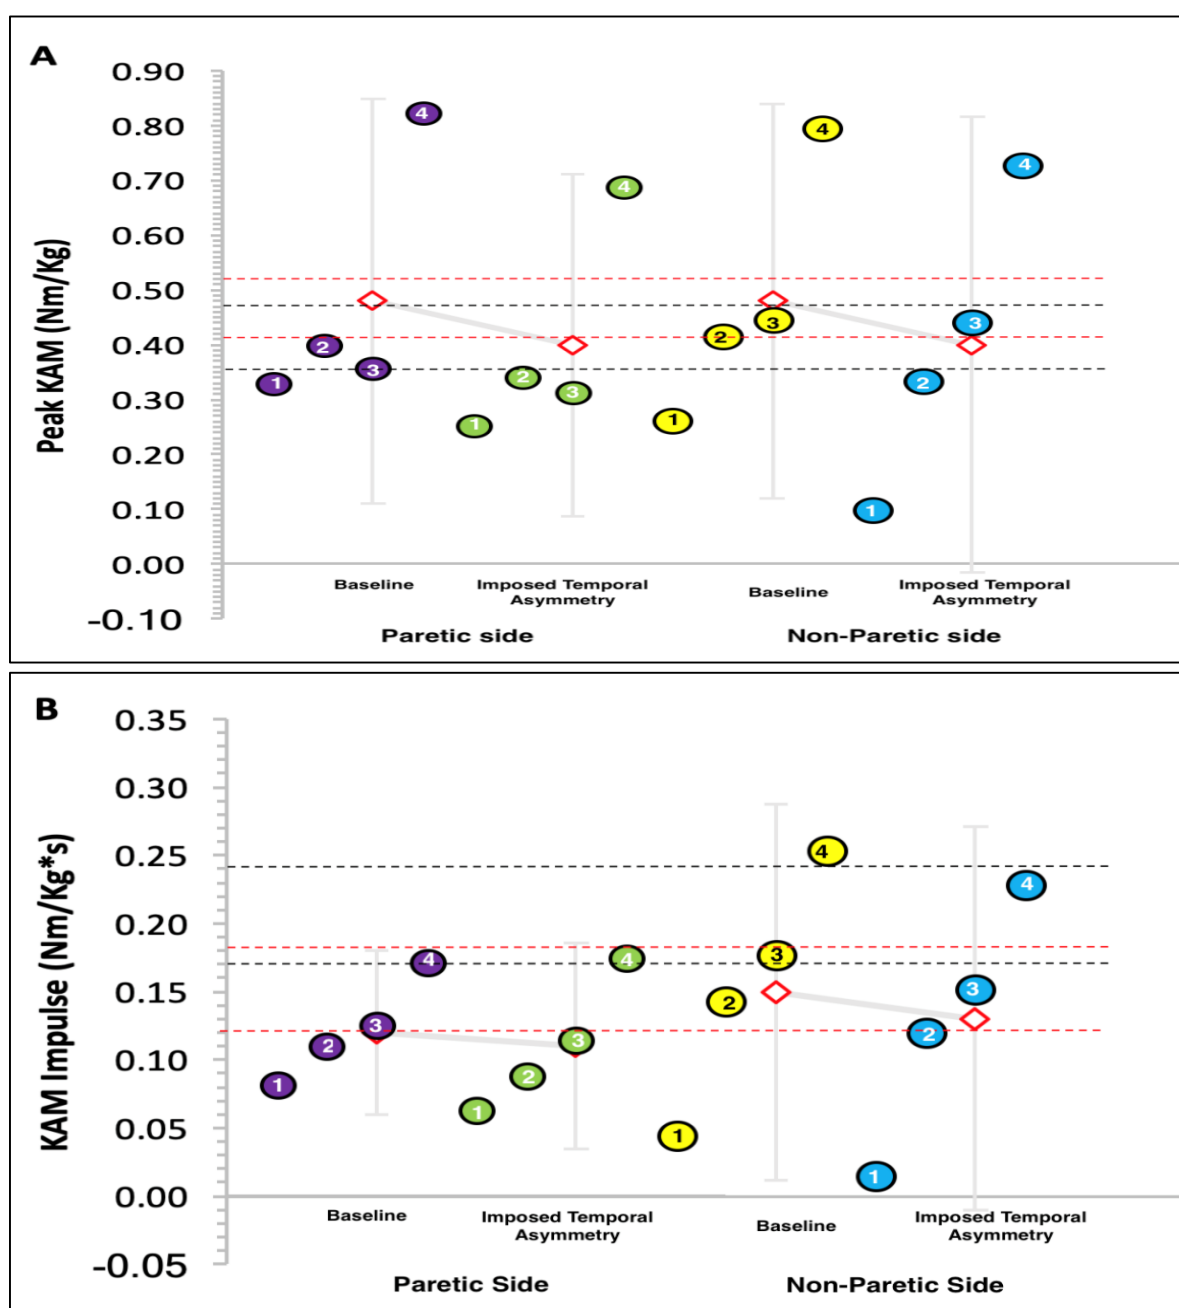 A
Peak KAM (Nm/Kg)
0.90
0.80
0.70
0.60
0.50
0.40
0.30
0.20
0.10
0.00
-0.10
4
4
4
4
2
3
1
2
3
1
2
3
1
3
2
1
Baseline
Imposed Temporal
Asymmetry
Baseline
Imposed Temporal
Asymmetry
Paretic side
Non-Paretic side
B
KAM Impulse (Nm/Kg*s)
0.35
0.30
0.25
0.20
0.15
0.10
0.05
0.00
-0.05
1
2
3
4
1
2
3
4
1
2
3
4
1
2
3
4
Baseline
Imposed Temporal
Asymmetry
Baseline
Imposed Temporal
Asymmetry
Paretic Side
Non-Paretic Side